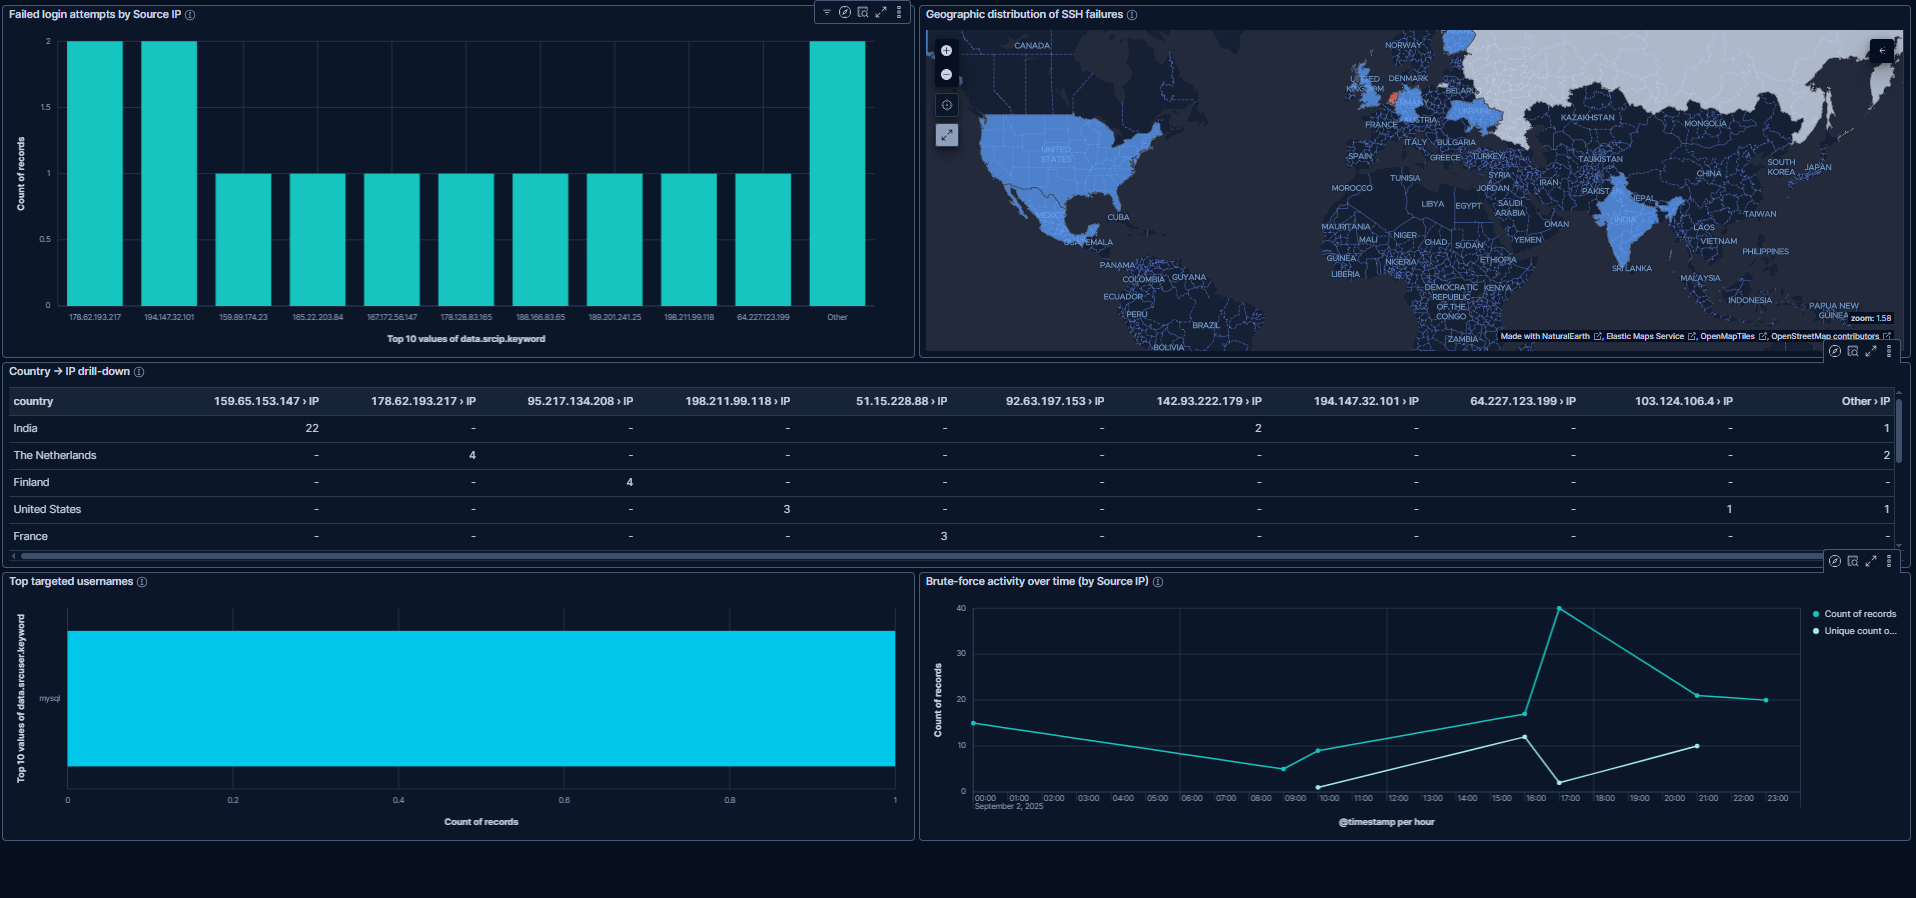 Failed login attempts by Source IP
2
1.5
1
0.5
0
Count of records
178.62.193.217 194.147.32.101 159.89.174.23 165.22.203.84 167.172.56.147 178.128.83.165 188.166.83.65 189.201.241.25 198.211.99.118 64.227.123.199 Other
Top 10 values of data.srcip.keyword
Geographic distribution of SSH failures
CANADA
NORWAY
UNITED KINGDOM
DENMARK
BELARUS
GERMANY
UKRAINE
FRANCE
AUSTRIA
KAZAKHSTAN
MONGOLIA
ITALY
BULGARIA
UNITED STATES
SPAIN
GREECE
TURKEY
TAJIKISTAN
SOUTH KOREA
JAPAN
SYRIA
TUNISIA
CHINA
MOROCCO
JORDAN
IRAN
PAKISTAN
NEPAL
LIBYA
EGYPT
SAUDI ARABIA
MEXICO
CUBA
OMAN
INDIA
TAIWAN
MAURITANIA
LAOS
GUATEMALA
MALI
NIGER
CHAD
SUDAN
YEMEN
VIETNAM
PHILIPPINES
PANAMA
GUINEA
NIGERIA
ETHIOPIA
SRI LANKA
COLOMBIA
GUYANA
LIBERIA
MALAYSIA
ECUADOR
DEMOCRATIC REPUBLIC OF THE CONGO
KENYA
INDONESIA
PAPUA NEW GUINEA
PERU
BRAZIL
zoom: 1.58
BOLIVIA
ZAMBIA
Made with NaturalEarth , Elastic Maps Service , OpenMapTiles , OpenStreetMap contributors
Country → IP drill-down
country 159.65.153.147 › IP 178.62.193.217 › IP 95.217.134.208 › IP 198.211.99.118 › IP 51.15.228.88 › IP 92.63.197.153 › IP 142.93.222.179 › IP 194.147.32.101 › IP 64.227.123.199 › IP 103.124.106.4 › IP Other › IP
India 22 - - - - - 2 - - - 1
The Netherlands - 4 - - - - - - - - 2
Finland - - 4 - - - - - - - -
United States - - - 3 - - - - - 1 1
France - - - - 3 - - - - - -
Top targeted usernames
Top 10 values of data.srcuser.keyword
mysql
0 0.2 0.4 0.6 0.8 1
Count of records
Brute-force activity over time (by Source IP)
40
30
20
10
0
Count of records
Count of records
Unique count o...
00:00 01:00 02:00 03:00 04:00 05:00 06:00 07:00 08:00 09:00 10:00 11:00 12:00 13:00 14:00 15:00 16:00 17:00 18:00 19:00 20:00 21:00 22:00 23:00
September 2, 2025
@timestamp per hour